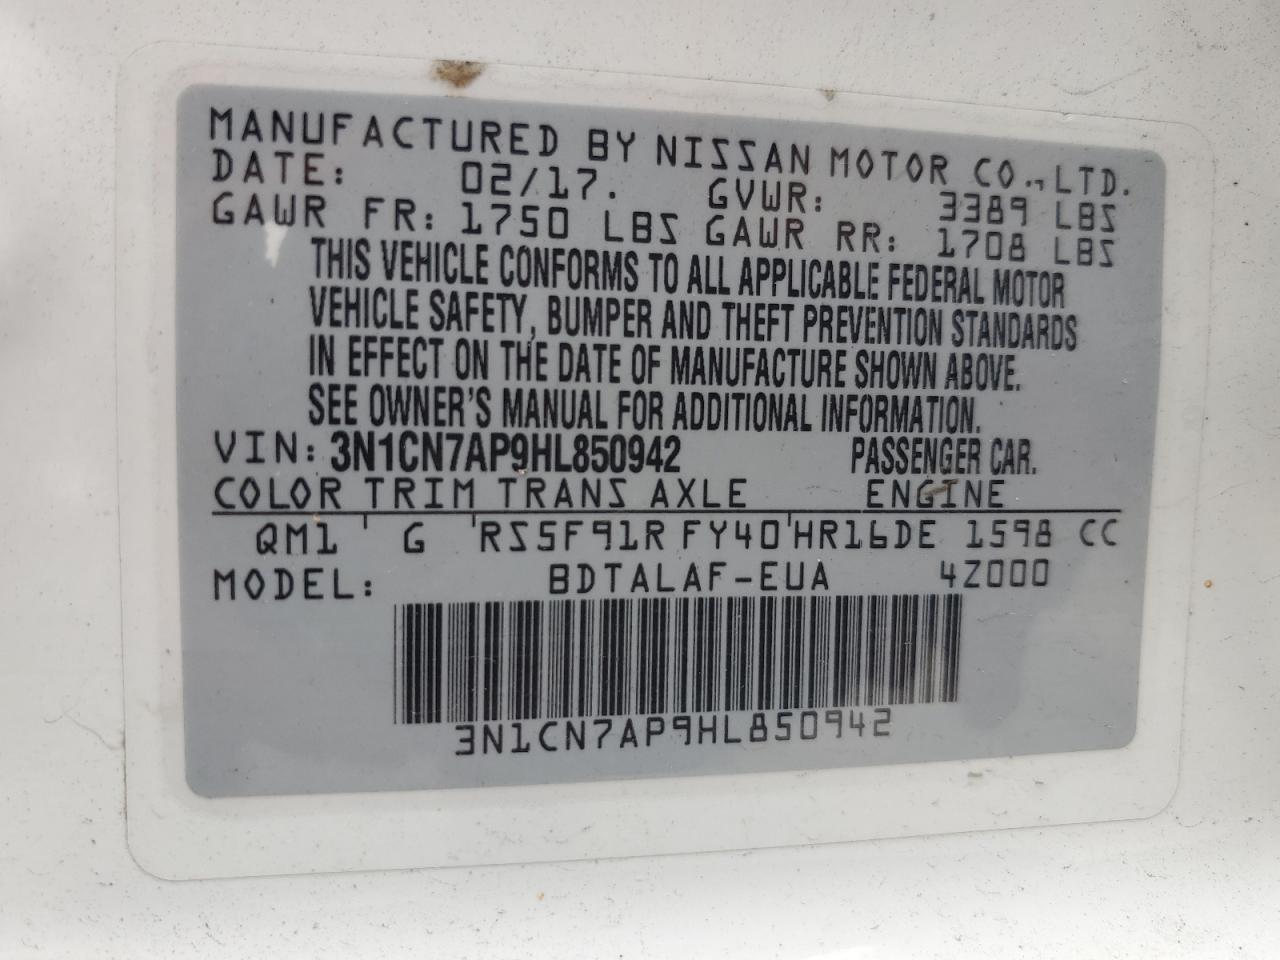 MANUFACTURED BY NISSAN MOTOR CO., LTD.
DATE: 02/17. GVWR: 3389 LBS
GAWR FR: 1750 LBS GAWR RR: 1708 LBS
THIS VEHICLE CONFORMS TO ALL APPLICABLE FEDERAL MOTOR
VEHICLE SAFETY, BUMPER AND THEFT PREVENTION STANDARDS
IN EFFECT ON THE DATE OF MANUFACTURE SHOWN ABOVE.
SEE OWNER'S MANUAL FOR ADDITIONAL INFORMATION.
VIN: 3N1CN7AP9HL850942 PASSENGER CAR.
COLOR TRIM TRANS AXLE ENGINE
QM1 G RS5F91R FY40 HR16DE 1598 CC
MODEL: BDTALAF-EUA 4Z000
3N1CN7AP9HL850942